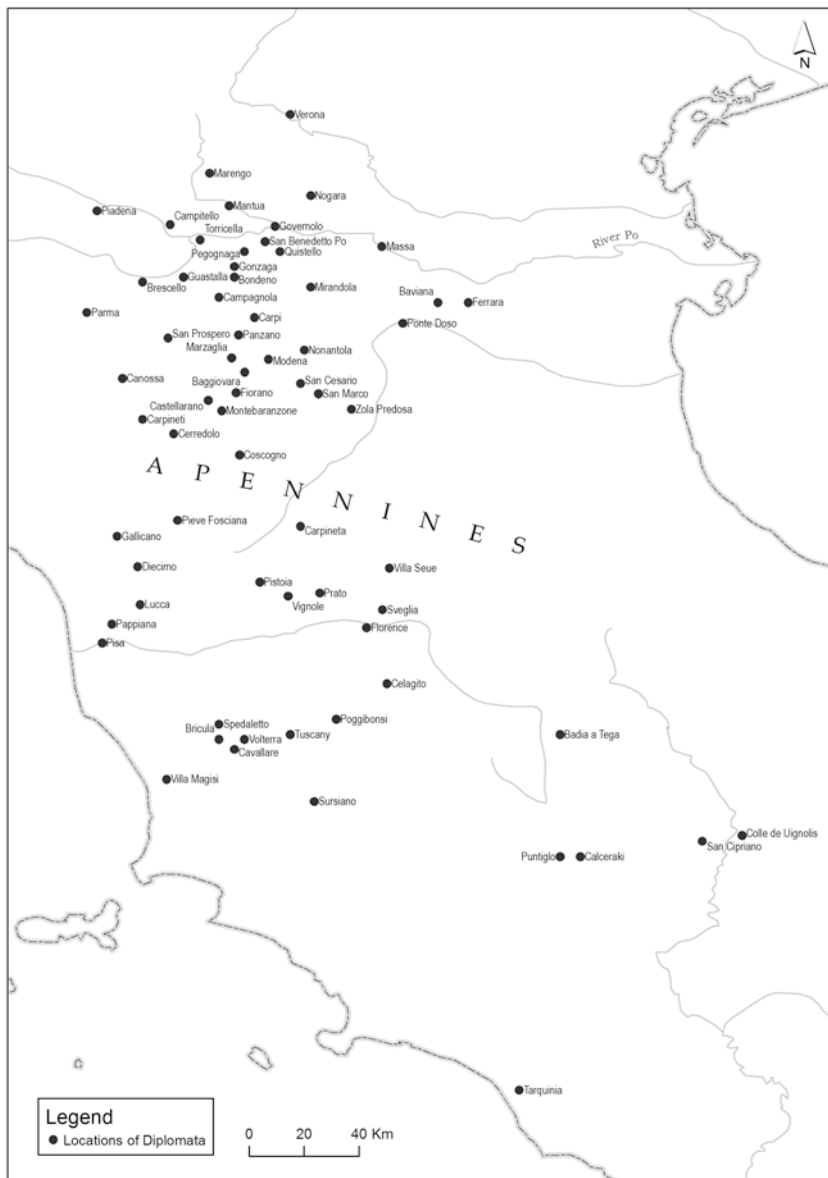 N
Verona
Marengo
Nogara
Piadena
Mantua
Campitello
Governolo
Torricella
San Benedetto Po
Massa
River Po
Pegognaga
Quistello
Gonzaga
Guastalla
Bondeno
Brescello
Mirandola
Campagnola
Baviana
Ferrara
Parma
Carpi
Ponte Doso
San Prospero
Panzano
Marzaglia
Nonantola
Modena
Canossa
Baggiovara
San Cesario
Fiorano
San Marco
Castellarano
Montebaranzone
Zola Predosa
Carpineti
Cerredolo
Coscogno
APENNINES
Pieve Fosciana
Carpineta
Gallicano
Diecimo
Villa Seue
Pistoia
Prato
Vignole
Lucca
Sveglia
Pappiana
Florence
Pisa
Celagito
Poggibonsi
Bricula
Spedaletto
Tuscany
Badia a Tega
Volterra
Cavallare
Villa Magisi
Sursiano
Colle de Uignolis
San Cipriano
Puntiglo
Calceraki
Tarquinia
Legend
Locations of Diplomata
0 20 40 Km